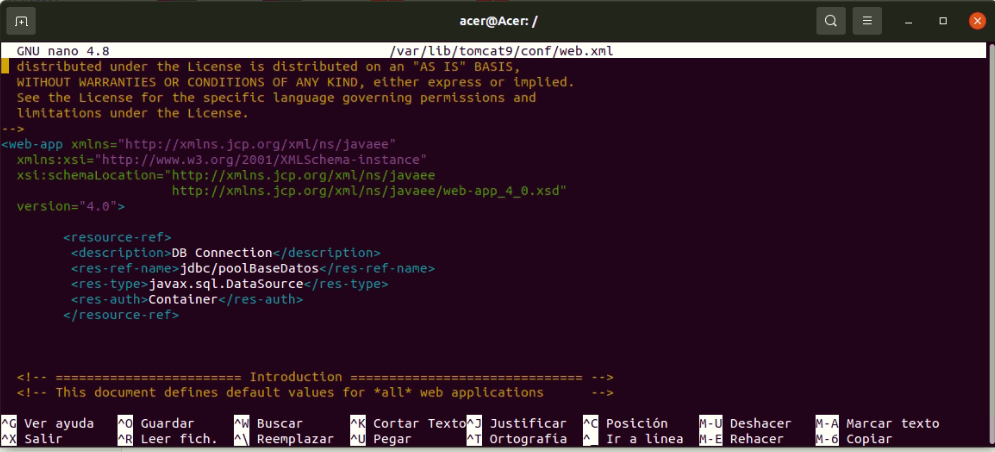 acer@Acer: /
GNU nano 4.8 /var/lib/tomcat9/conf/web.xml
distributed under the License is distributed on an "AS IS" BASIS,
WITHOUT WARRANTIES OR CONDITIONS OF ANY KIND, either express or implied.
See the License for the specific language governing permissions and
limitations under the License.
-->
<web-app xmlns="http://xmlns.jcp.org/xml/ns/javaee"
xmlns:xsi="http://www.w3.org/2001/XMLSchema-instance"
xsi:schemaLocation="http://xmlns.jcp.org/xml/ns/javaee
http://xmlns.jcp.org/xml/ns/javaee/web-app_4_0.xsd"
version="4.0">
<resource-ref>
<description>DB Connection</description>
<res-ref-name>jdbc/poolBaseDatos</res-ref-name>
<res-type>javax.sql.DataSource</res-type>
<res-auth>Container</res-auth>
</resource-ref>
<!-- ======================== Introduction ============================== -->
<!-- This document defines default values for *all* web applications -->
^G Ver ayuda ^O Guardar ^W Buscar ^K Cortar Texto ^J Justificar ^C Posición M-U Deshacer M-A Marcar texto
^X Salir ^R Leer fich. ^\ Reemplazar ^U Pegar ^T Ortografía ^_ Ir a línea M-E Rehacer M-6 Copiar